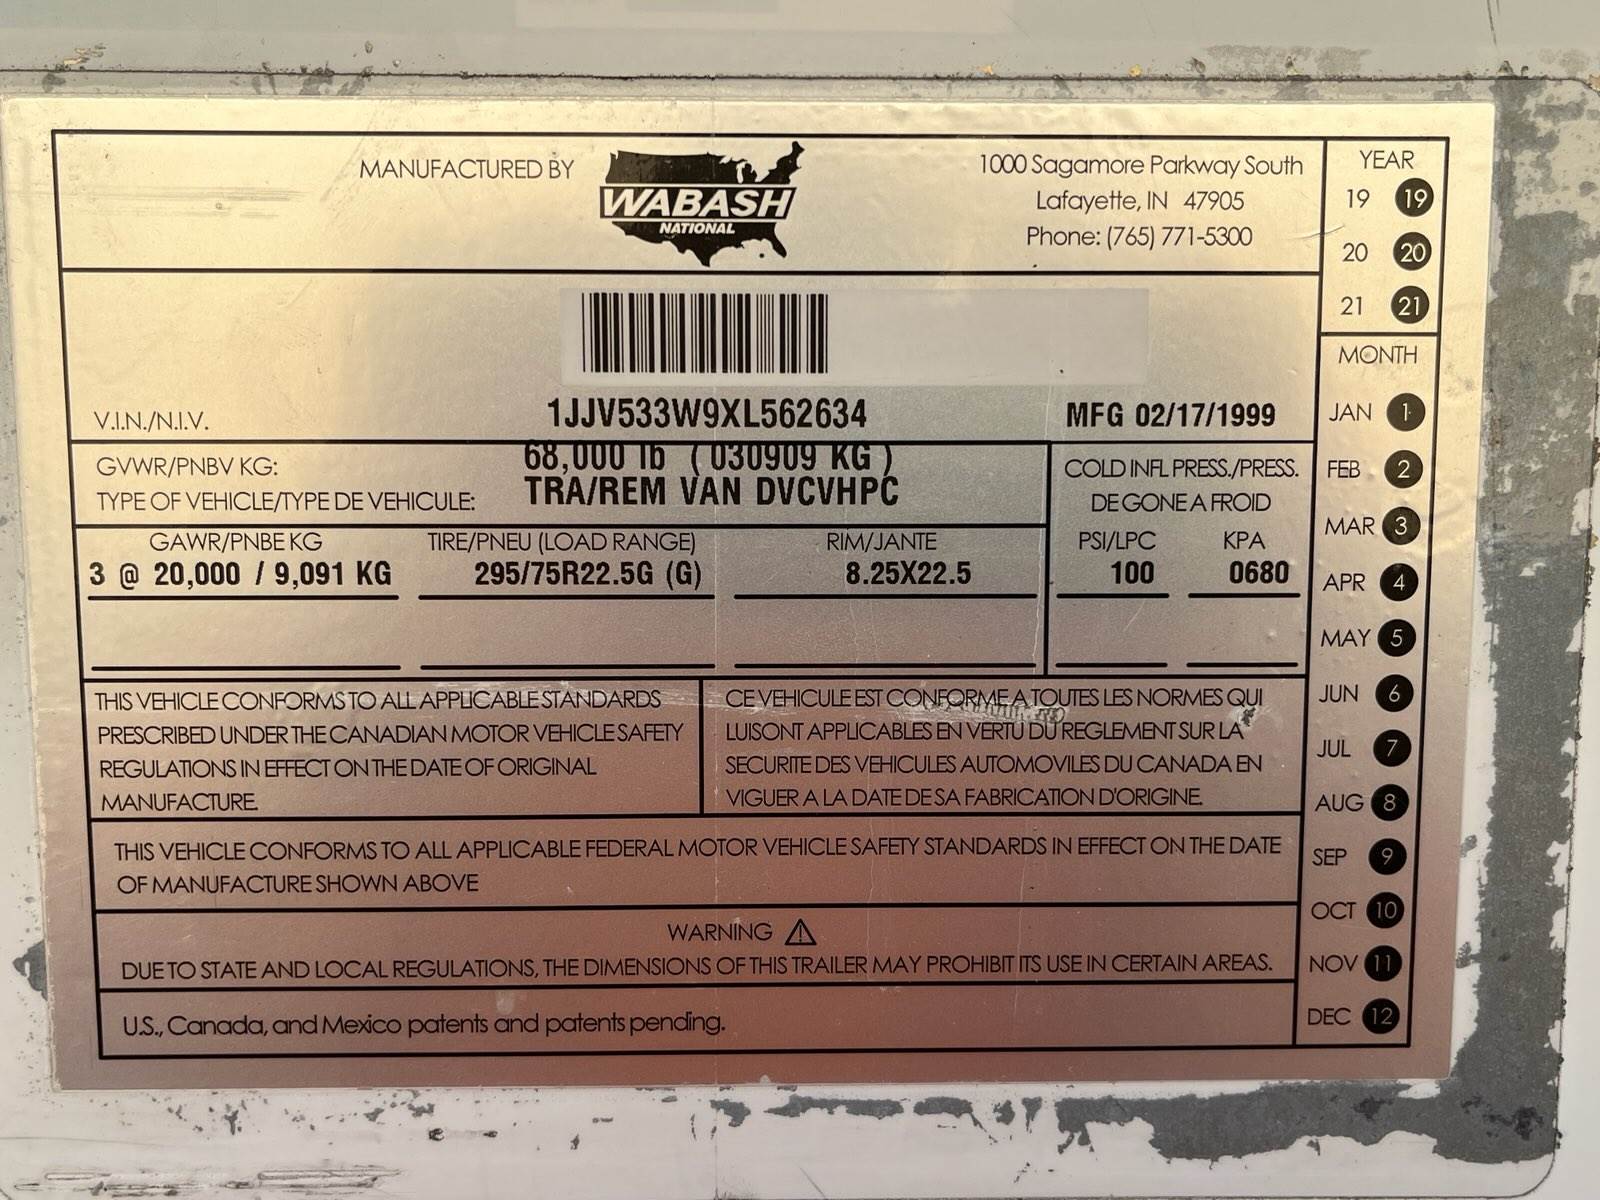 MANUFACTURED BY
WABASH
NATIONAL
1000 Sagamore Parkway South
Lafayette, IN 47905
Phone: (765) 771-5300
YEAR
19 19
20 20
21 21
V.I.N./N.I.V.
1JJV533W9XL562634
MFG 02/17/1999
GVWR/PNBV KG:
68,000 lb ( 030909 KG )
TYPE OF VEHICLE/TYPE DE VEHICULE:
TRA/REM VAN DVCVHPC
COLD INFL PRESS./PRESS.
DE GONE A FROID
GAWR/PNBE KG TIRE/PNEU (LOAD RANGE) RIM/JANTE PSI/LPC KPA
3 @ 20,000 / 9,091 KG 295/75R22.5G (G) 8.25X22.5 100 0680
THIS VEHICLE CONFORMS TO ALL APPLICABLE STANDARDS
PRESCRIBED UNDER THE CANADIAN MOTOR VEHICLE SAFETY
REGULATIONS IN EFFECT ON THE DATE OF ORIGINAL
MANUFACTURE.
CE VEHICULE EST CONFORME A TOUTES LES NORMES QUI
LUISONT APPLICABLES EN VERTU DU REGLEMENT SUR LA
SECURITE DES VEHICULES AUTOMOVILES DU CANADA EN
VIGUER A LA DATE DE SA FABRICATION D'ORIGINE.
THIS VEHICLE CONFORMS TO ALL APPLICABLE FEDERAL MOTOR VEHICLE SAFETY STANDARDS IN EFFECT ON THE DATE
OF MANUFACTURE SHOWN ABOVE
WARNING
DUE TO STATE AND LOCAL REGULATIONS, THE DIMENSIONS OF THIS TRAILER MAY PROHIBIT ITS USE IN CERTAIN AREAS.
U.S., Canada, and Mexico patents and patents pending.
MONTH
JAN 1
FEB 2
MAR 3
APR 4
MAY 5
JUN 6
JUL 7
AUG 8
SEP 9
OCT 10
NOV 11
DEC 12